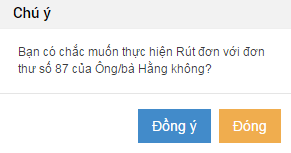 Chú ý
Bạn có chắc muốn thực hiện Rút đơn với đơn
thư số 87 của Ông/bà Hằng không?
Đồng ý
Đóng